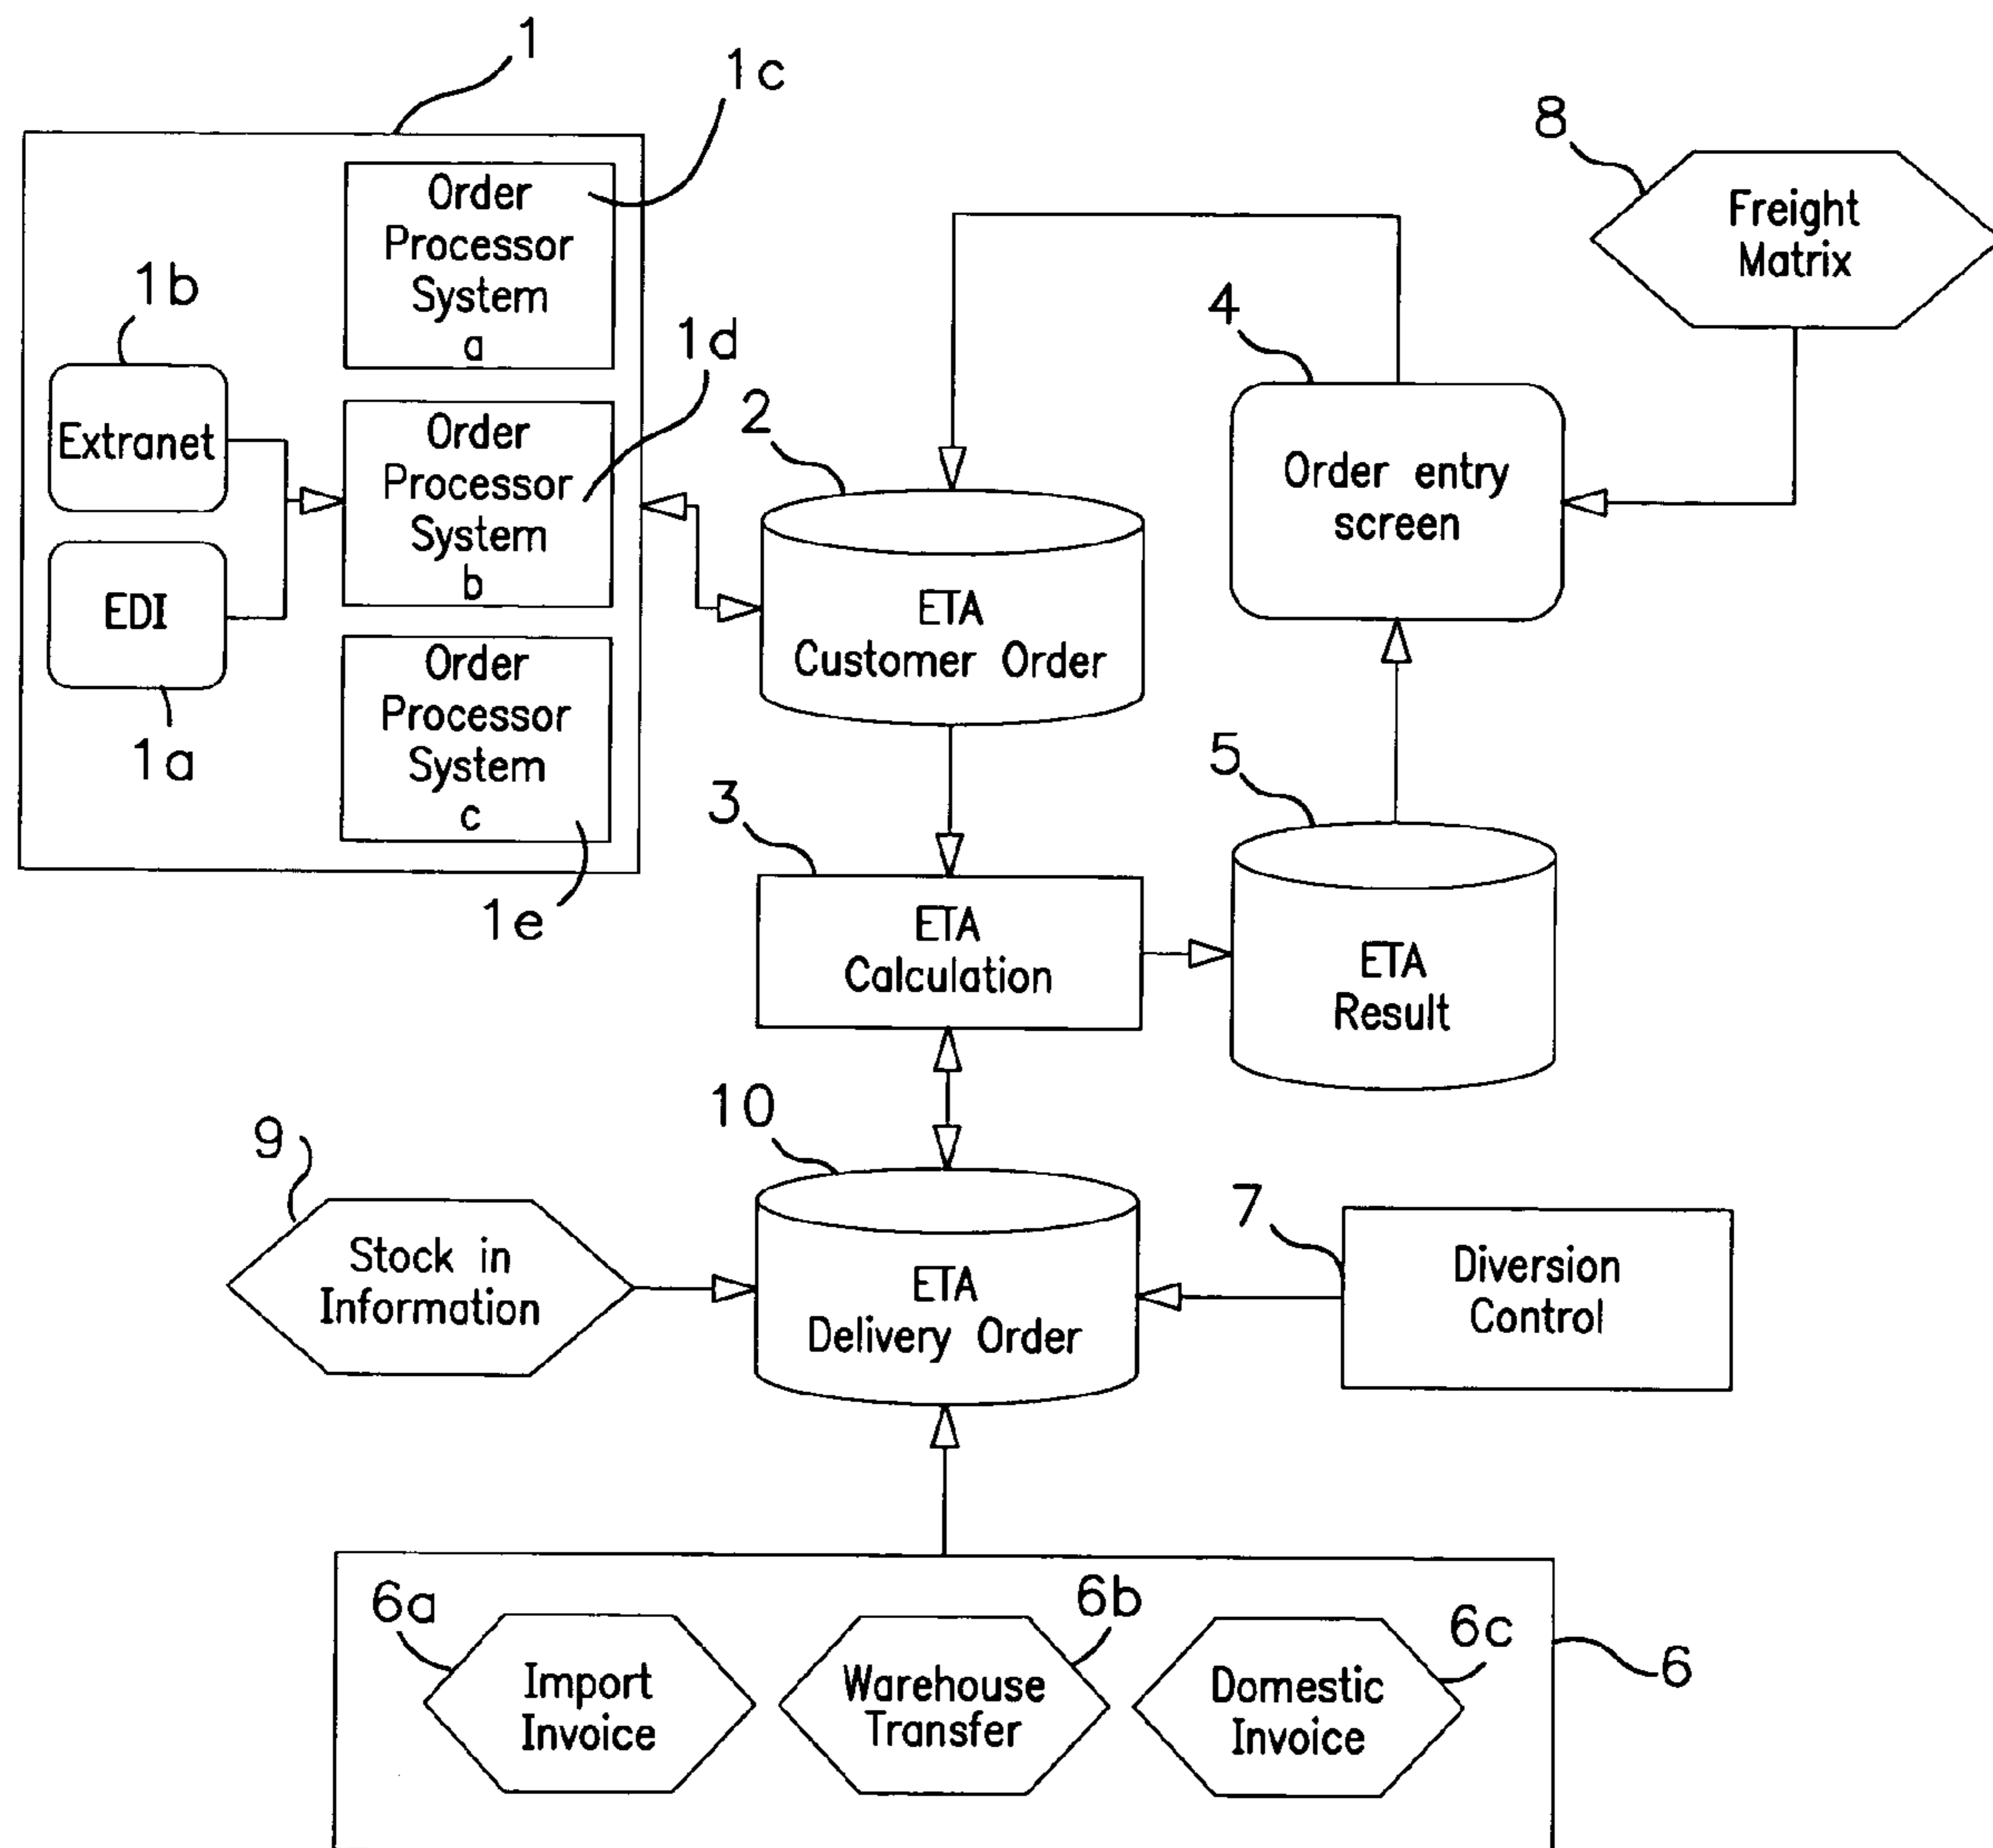 1
1c
Order
Processor
System
a
8
Freight
Matrix
1b
Extranet
1d
Order
Processor
System
b
EDI
1a
Order
Processor
System
c
1e
2
ETA
Customer Order
4
Order entry
screen
3
ETA
Calculation
5
ETA
Result
9
Stock in
Information
10
ETA
Delivery Order
7
Diversion
Control
6a
Import
Invoice
6b
Warehouse
Transfer
6c
Domestic
Invoice
6